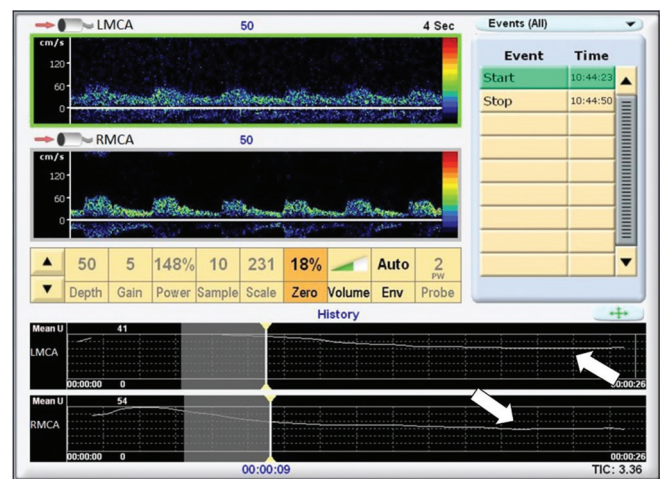 LMCA 50 4 Sec
cm/s
120
60
0
RMCA 50
cm/s
120
60
0
Events (All)
Event Time
Start 10:44:23
Stop 10:44:50
50 5 148% 10 231 18% Auto 2 PW
Depth Gain Power Sample Scale Zero Volume Env Probe
History
Mean U 41
LMCA
00:00:00 0 00:00:26
Mean U 54
RMCA
00:00:00 0 00:00:26
00:00:09 TIC: 3.36